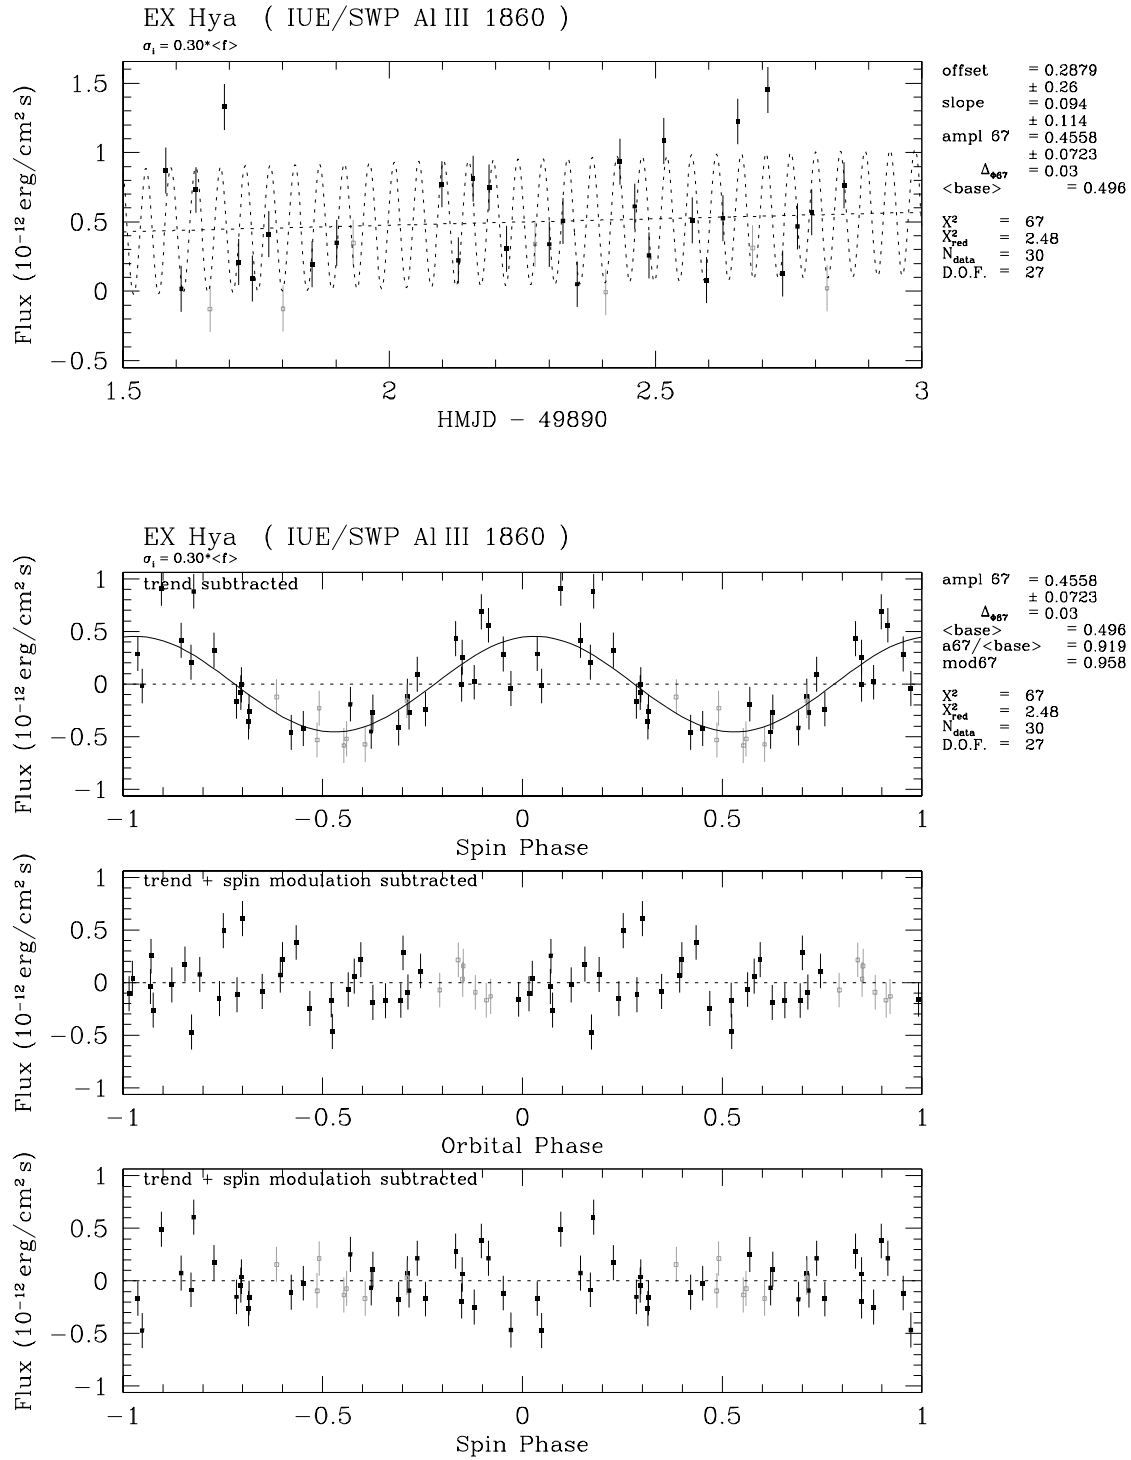 EX Hya ( IUE/SWP Al III 1860 )
σi = 0.30*<f>
Flux (10−12 erg/cm2 s)
1.5
1
0.5
0
−0.5
1.5 2 2.5 3
HMJD − 49890
offset = 0.2879
± 0.26
slope = 0.094
± 0.114
ampl 67 = 0.4558
± 0.0723
ΔΦ67 = 0.03
<base> = 0.496
X2 = 67
X2red = 2.48
Ndata = 30
D.O.F. = 27
EX Hya ( IUE/SWP Al III 1860 )
σi = 0.30*<f>
trend subtracted
Flux (10−12 erg/cm2 s)
1
0.5
0
−0.5
−1
−1 −0.5 0 0.5 1
Spin Phase
ampl 67 = 0.4558
± 0.0723
ΔΦ67 = 0.03
<base> = 0.496
a67/<base> = 0.919
mod67 = 0.958
X2 = 67
X2red = 2.48
Ndata = 30
D.O.F. = 27
trend + spin modulation subtracted
Flux (10−12 erg/cm2 s)
1
0.5
0
−0.5
−1
−1 −0.5 0 0.5 1
Orbital Phase
trend + spin modulation subtracted
Flux (10−12 erg/cm2 s)
1
0.5
0
−0.5
−1
−1 −0.5 0 0.5 1
Spin Phase